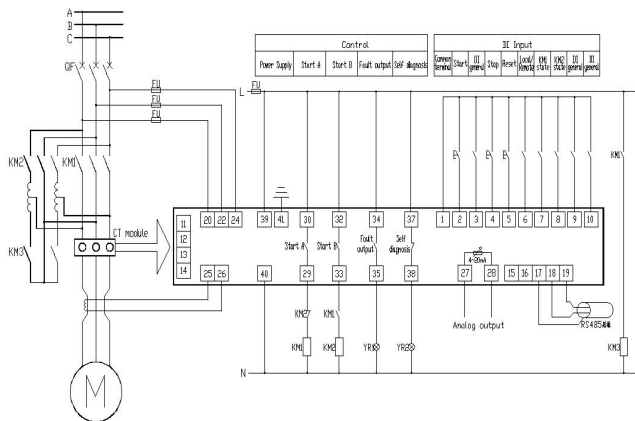 A
B
C
QF
FU
FU
FU
Control
Power Supply
Start A
Start B
Fault output
Self diagnosis
DI Input
Common terminal
Start
DI general
Stop
Reset
Local/Remote
KM1 state
KM2 state
DI general
DI general
L
FU
KM2
KM1
KM3
CT module
KM1
11
12
13
14
20
22
24
39
41
30
32
34
37
1
2
3
4
5
6
7
8
9
10
Start A
Start B
Fault output
Self diagnosis
4-20mA
25
26
40
29
33
35
38
27
28
15
16
17
18
19
Analog output
KM2
KM1
KM1
KM2
YR1
YR2
KM3
N
M